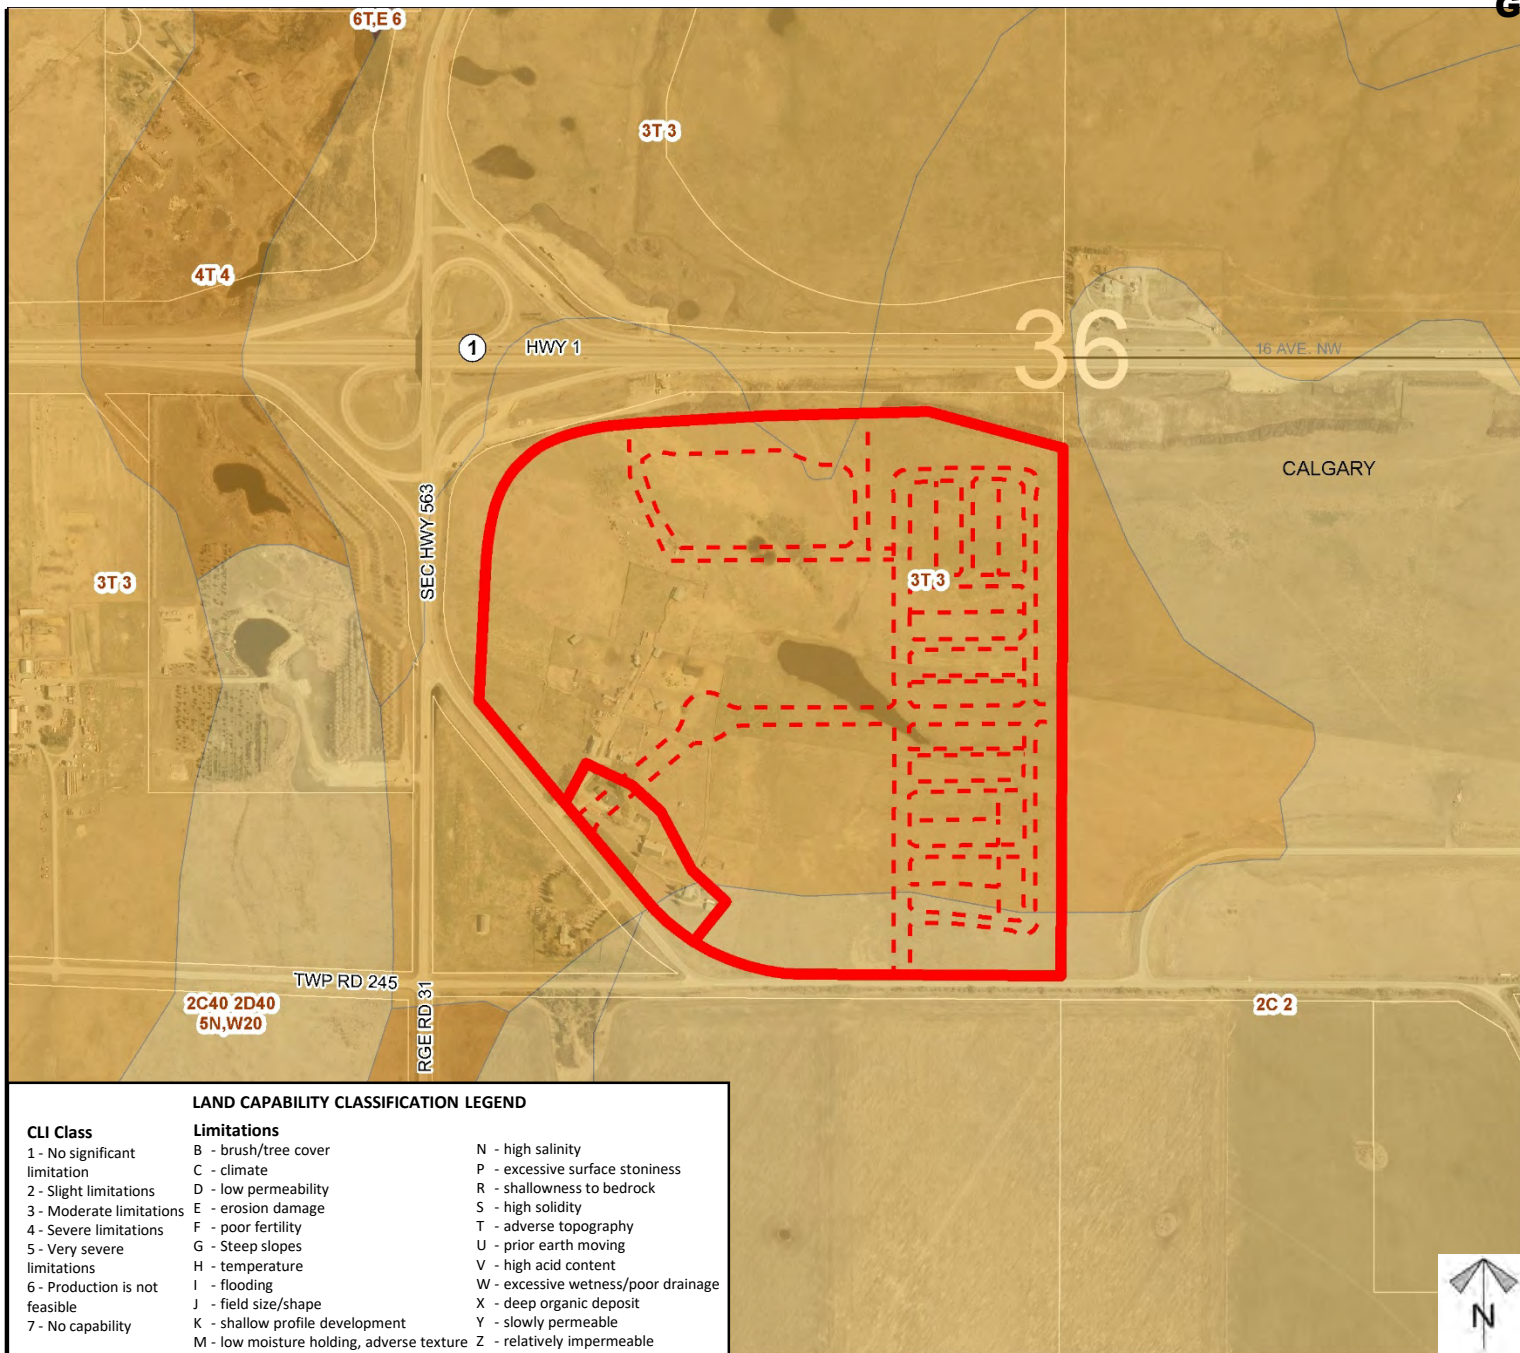 G
6T,E 6
3T 3
4T 4
36
1
HWY 1
16 AVE. NW
CALGARY
SEC HWY 563
3T 3
3T 3
TWP RD 245
2C40 2D40
5N,W20
RGE RD 31
2C 2
LAND CAPABILITY CLASSIFICATION LEGEND
CLI Class
1 - No significant
limitation
2 - Slight limitations
3 - Moderate limitations
4 - Severe limitations
5 - Very severe
limitations
6 - Production is not
feasible
7 - No capability
Limitations
B - brush/tree cover
C - climate
D - low permeability
E - erosion damage
F - poor fertility
G - Steep slopes
H - temperature
I - flooding
J - field size/shape
K - shallow profile development
M - low moisture holding, adverse texture
N - high salinity
P - excessive surface stoniness
R - shallowness to bedrock
S - high solidity
T - adverse topography
U - prior earth moving
V - high acid content
W - excessive wetness/poor drainage
X - deep organic deposit
Y - slowly permeable
Z - relatively impermeable
N